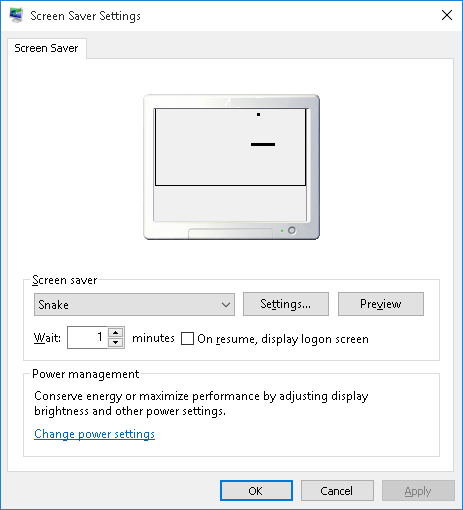 Screen Saver Settings
Screen Saver
Screen saver
Snake
Settings...
Preview
Wait: 1 minutes On resume, display logon screen
Power management
Conserve energy or maximize performance by adjusting display
brightness and other power settings.
Change power settings
OK
Cancel
Apply